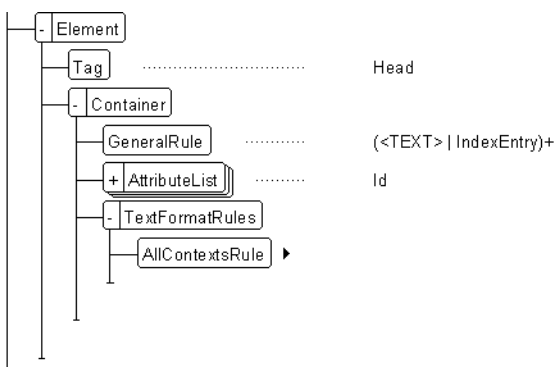 - Element
Tag Head
- Container
GeneralRule (<TEXT> | IndexEntry)+
+ AttributeList Id
- TextFormatRules
AllContextsRule